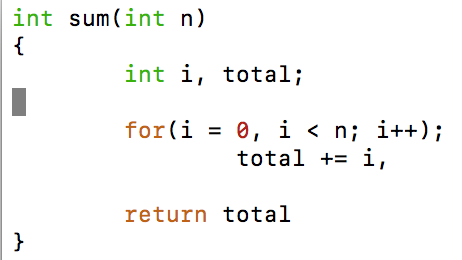 int sum(int n)
{
int i, total;
for(i = 0, i < n; i++);
total += i,
return total
}